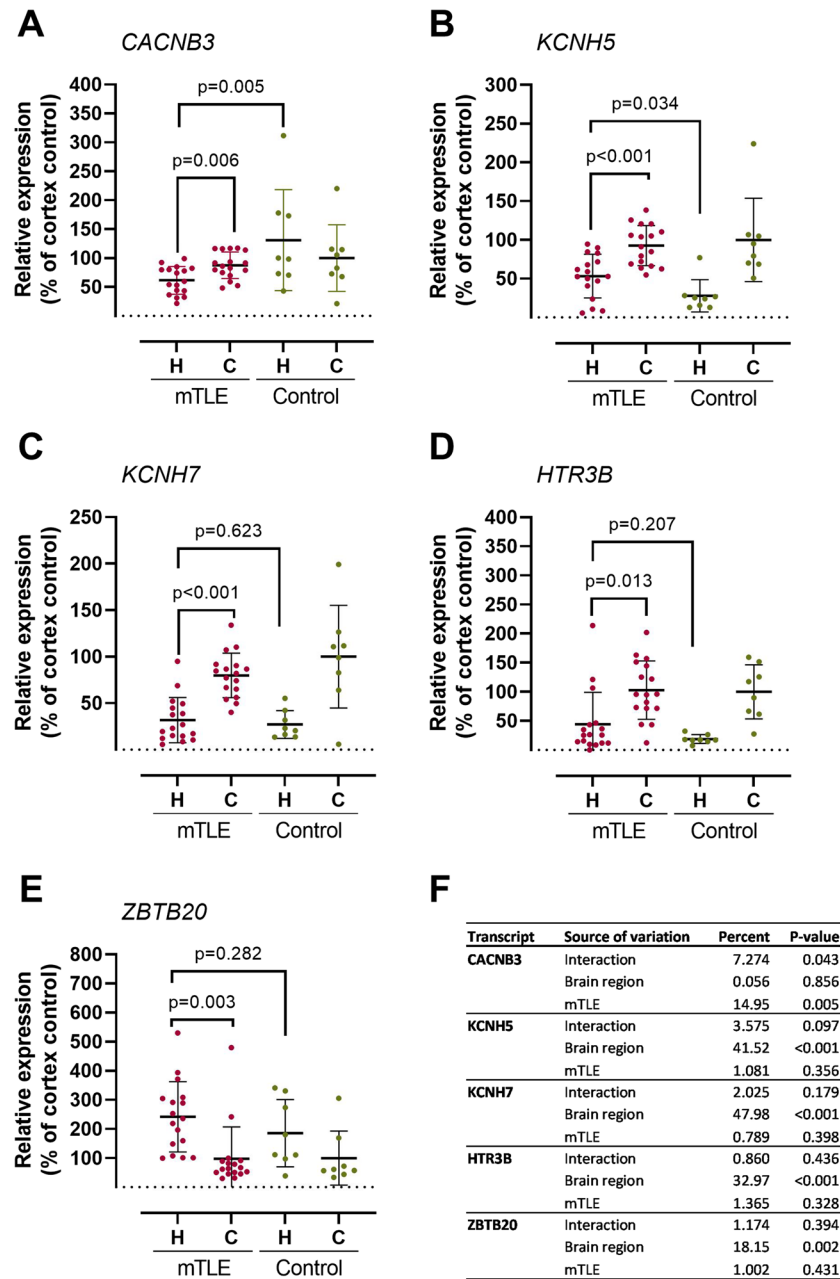 A
CACNB3
Relative expression
(% of cortex control)
400
350
300
250
200
150
100
50
p=0.005
p=0.006
H C H C
mTLE Control
B
KCNH5
Relative expression
(% of cortex control)
300
250
200
150
100
50
p=0.034
p<0.001
H C H C
mTLE Control
C
KCNH7
Relative expression
(% of cortex control)
250
200
150
100
50
p=0.623
p<0.001
H C H C
mTLE Control
D
HTR3B
Relative expression
(% of cortex control)
400
350
300
250
200
150
100
50
p=0.207
p=0.013
H C H C
mTLE Control
E
ZBTB20
Relative expression
(% of cortex control)
800
700
600
500
400
300
200
100
p=0.282
p=0.003
H C H C
mTLE Control
F
Transcript Source of variation Percent P-value
CACNB3 Interaction 7.274 0.043
Brain region 0.056 0.856
mTLE 14.95 0.005
KCNH5 Interaction 3.575 0.097
Brain region 41.52 <0.001
mTLE 1.081 0.356
KCNH7 Interaction 2.025 0.179
Brain region 47.98 <0.001
mTLE 0.789 0.398
HTR3B Interaction 0.860 0.436
Brain region 32.97 <0.001
mTLE 1.365 0.328
ZBTB20 Interaction 1.174 0.394
Brain region 18.15 0.002
mTLE 1.002 0.431